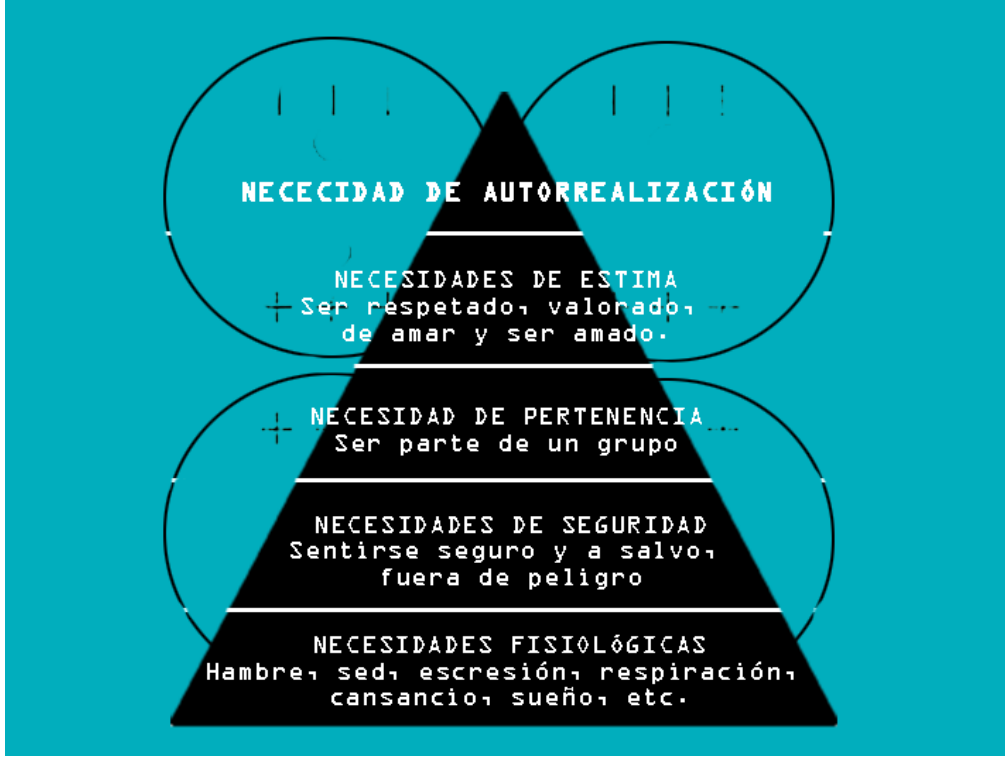 NECECIDAD DE AUTORREALIZACIÓN
NECESIDADES DE ESTIMA
Ser respetado, valorado,
de amar y ser amado.
NECESIDAD DE PERTENENCIA
Ser parte de un grupo
NECESIDADES DE SEGURIDAD
Sentirse seguro y a salvo,
fuera de peligro
NECESIDADES FISIOLÓGICAS
Hambre, sed, escresión, respiración,
cansancio, sueño, etc.